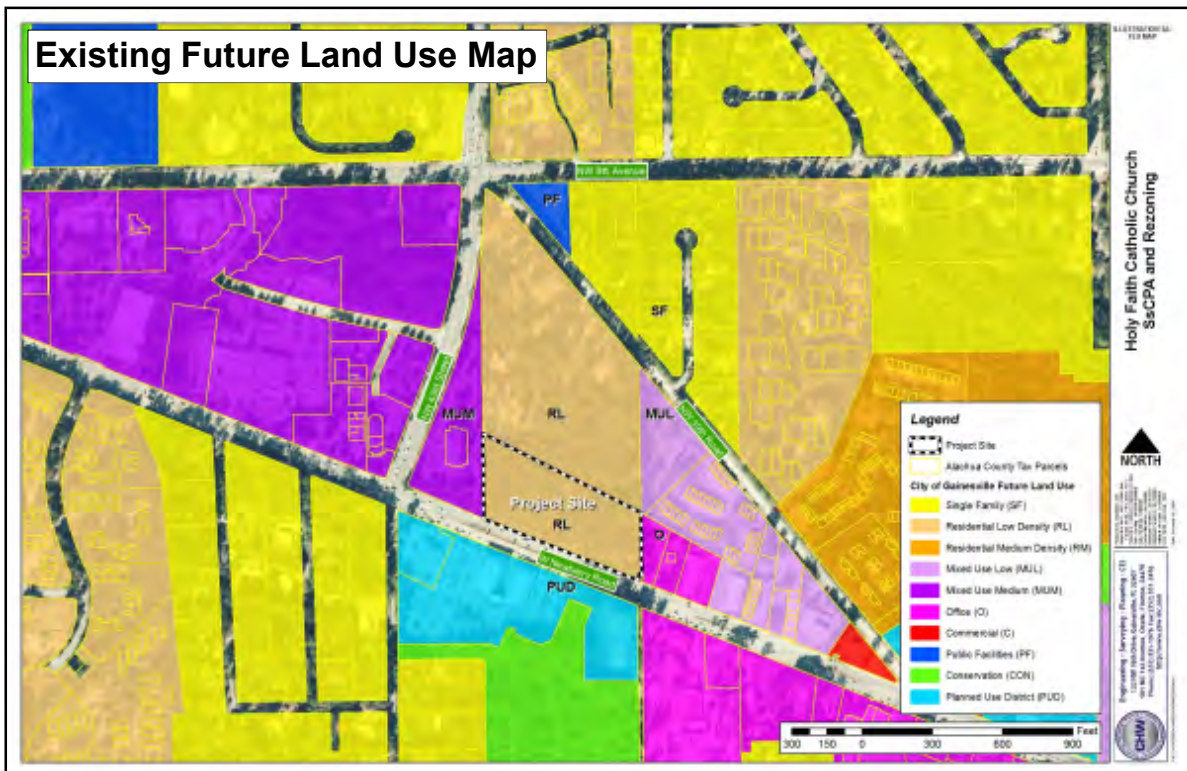 Existing Future Land Use Map
NW 8th Avenue
PF
SF
MUM
RL
MUL
Project Site
RL
O
W Newberry Road
PUD
Legend
Project Site
Alachua County Tax Parcels
City of Gainesville Future Land Use
Single Family (SF)
Residential Low Density (RL)
Residential Medium Density (RM)
Mixed Use Low (MUL)
Mixed Use Medium (MUM)
Office (O)
Commercial (C)
Public Facilities (PF)
Conservation (CON)
Planned Use District (PUD)
Feet
300 150 0 300 600 900
Holy Faith Catholic Church
SsCPA and Rezoning
NORTH
CHW